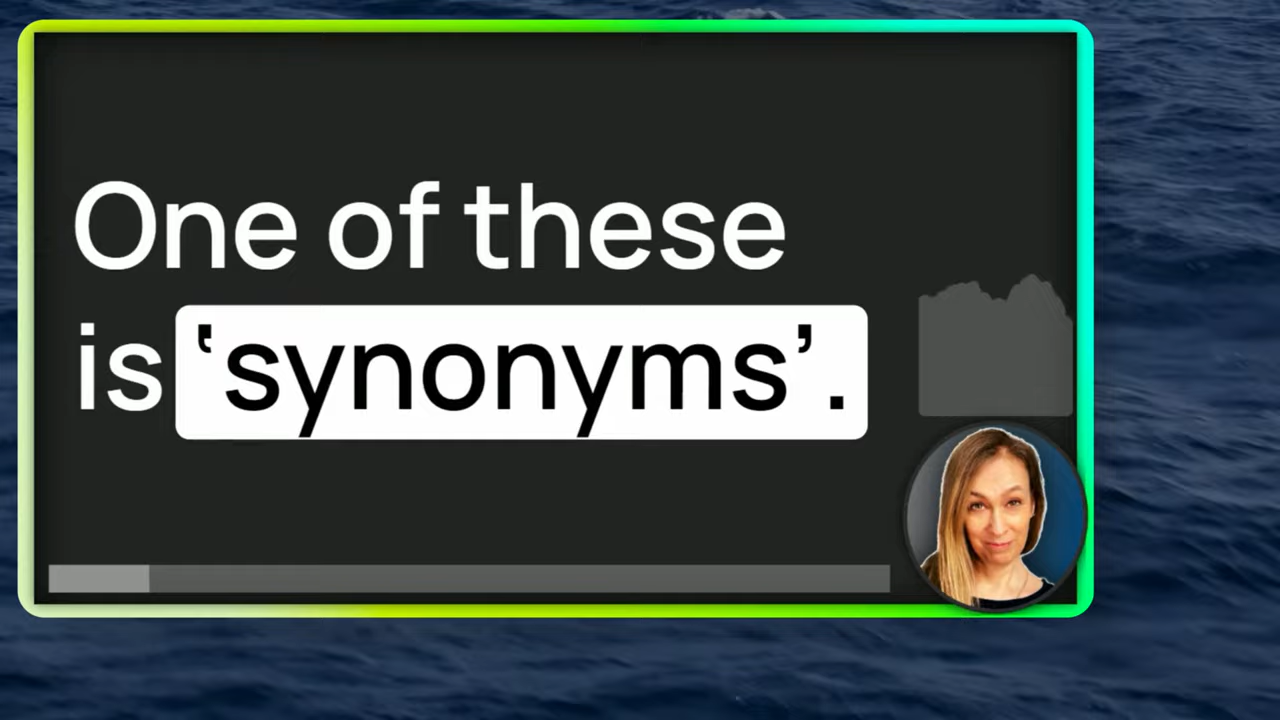 One of these
is ‛synonyms’.